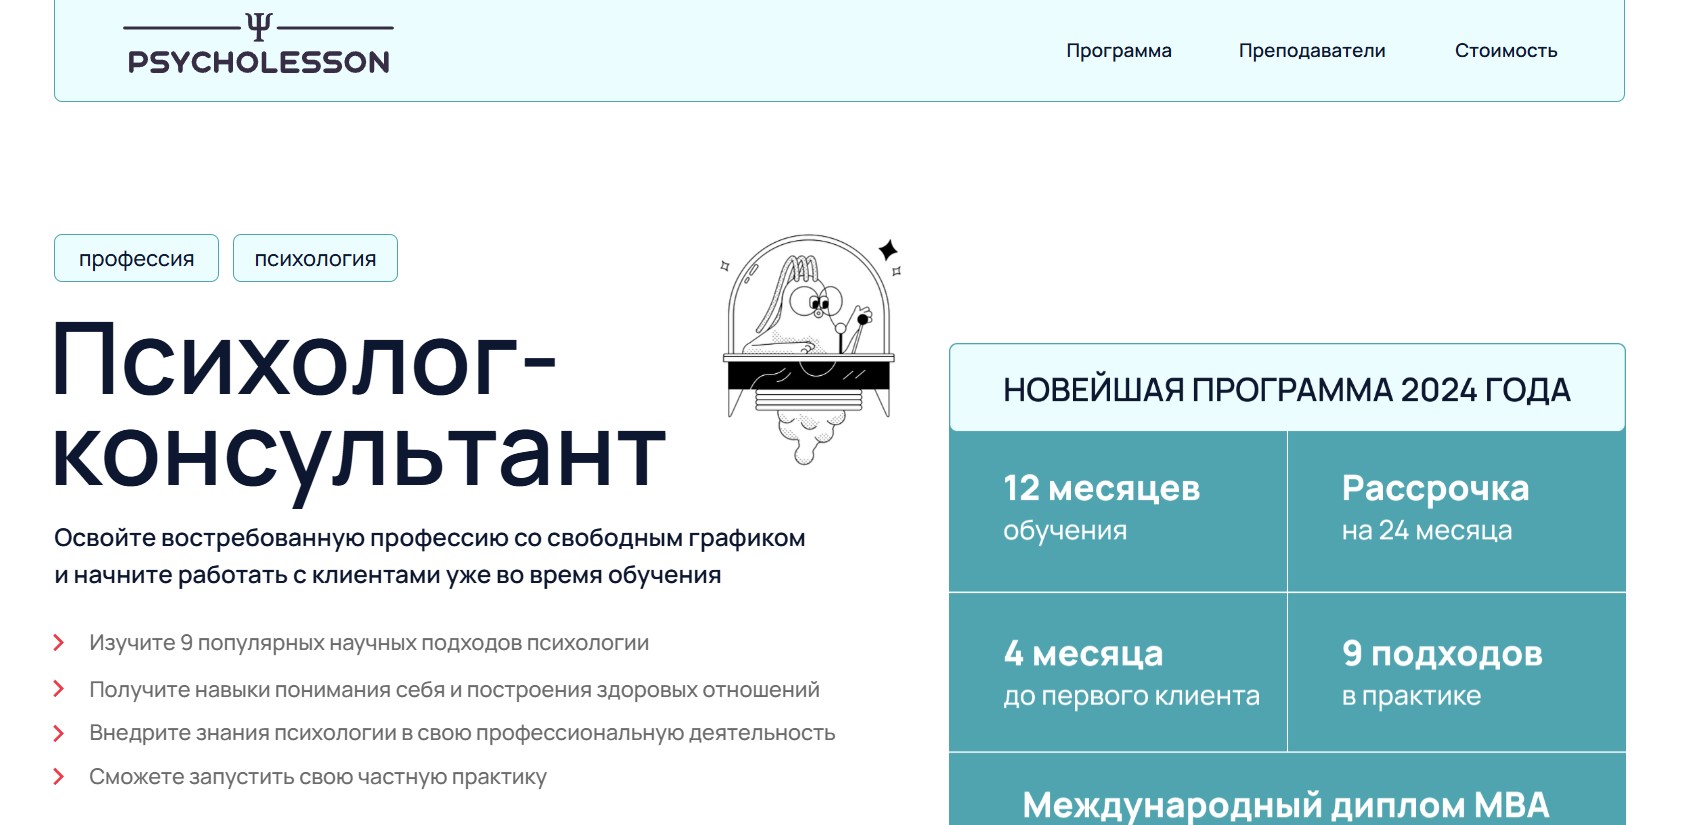 Ψ
PSYCHOLESSON
Программа
Преподаватели
Стоимость
профессия
психология
Психолог-
консультант
Освойте востребованную профессию со свободным графиком
и начните работать с клиентами уже во время обучения
Изучите 9 популярных научных подходов психологии
Получите навыки понимания себя и построения здоровых отношений
Внедрите знания психологии в свою профессиональную деятельность
Сможете запустить свою частную практику
НОВЕЙШАЯ ПРОГРАММА 2024 ГОДА
12 месяцев
обучения
Рассрочка
на 24 месяца
4 месяца
до первого клиента
9 подходов
в практике
Международный диплом MBA